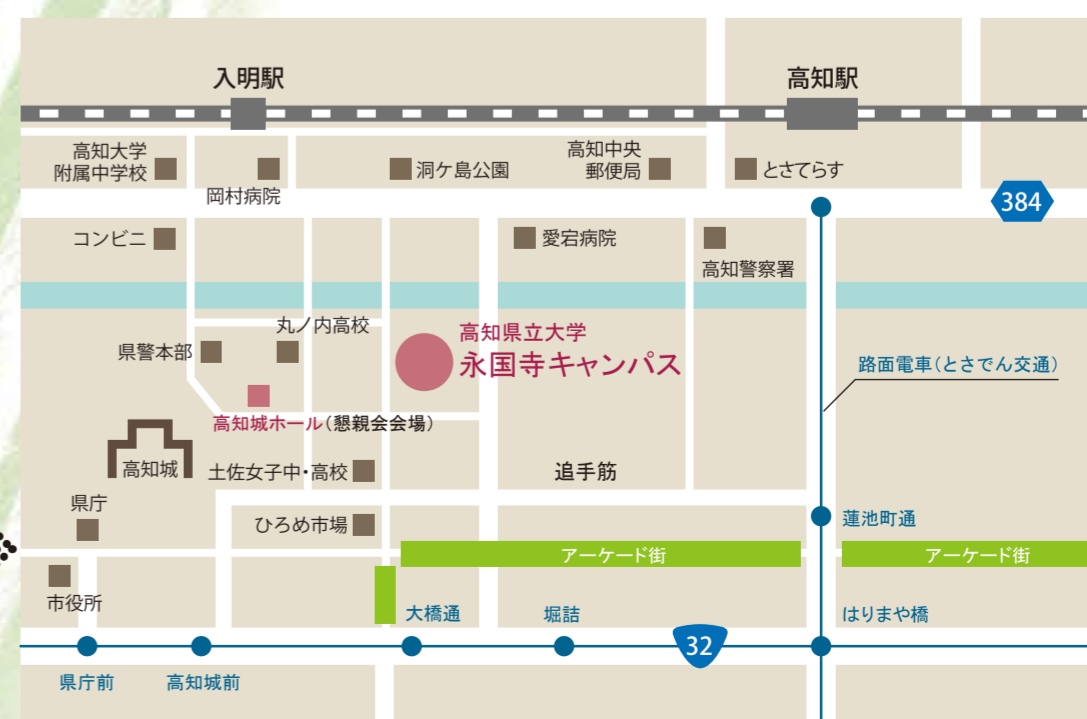 入明駅
高知駅
高知大学
附属中学校
岡村病院
洞ケ島公園
高知中央
郵便局
とさてらす
384
コンビニ
愛宕病院
高知警察署
丸ノ内高校
県警本部
高知県立大学
永国寺キャンパス
路面電車（とさでん交通）
高知城ホール（懇親会会場）
高知城
土佐女子中・高校
追手筋
県庁
ひろめ市場
蓮池町通
アーケード街
アーケード街
市役所
大橋通
堀詰
はりまや橋
32
県庁前
高知城前